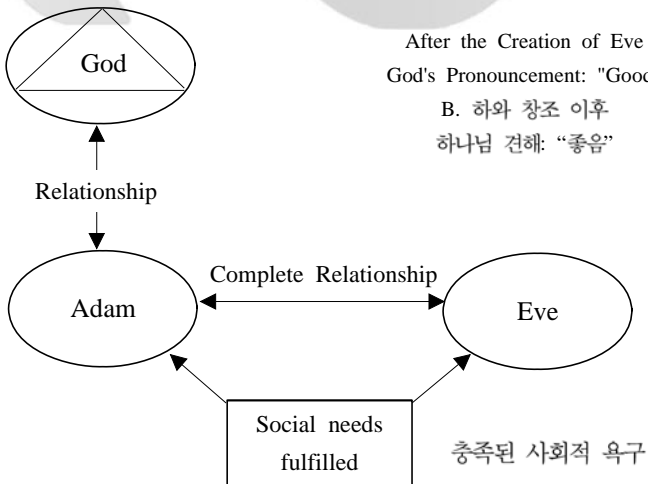 After the Creation of Eve
God's Pronouncement: "Good
B. 하와 창조 이후
하나님 견해: “좋음”
God
Relationship
Complete Relationship
Adam
Eve
Social needs
fulfilled
충족된 사회적 욕구